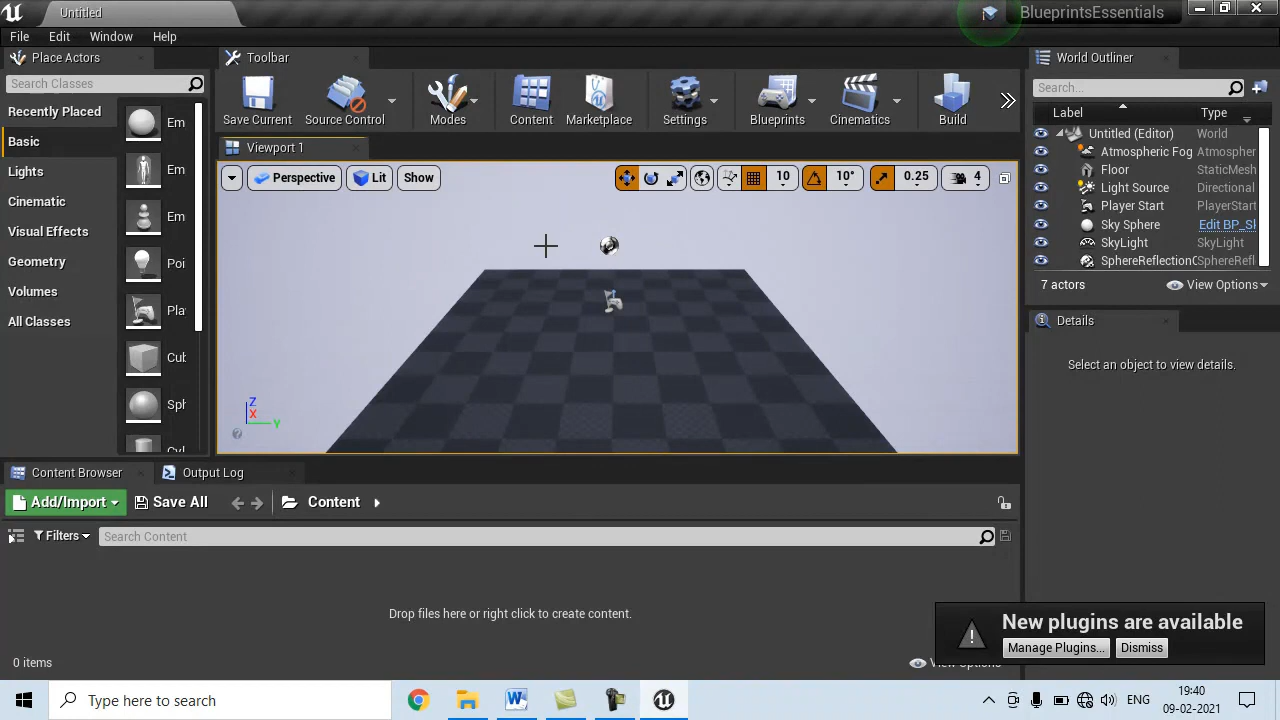 Untitled
BlueprintsEssentials
File Edit Window Help
Place Actors
Toolbar
World Outliner
Search Classes
Recently Placed
Basic
Lights
Cinematic
Visual Effects
Geometry
Volumes
All Classes
Em
Em
Em
Poi
Pla
Cub
Sph
Cyl
Save Current
Source Control
Modes
Content
Marketplace
Settings
Blueprints
Cinematics
Build
Viewport 1
Perspective
Lit
Show
10
10°
0.25
4
Z
X
Y
Search...
Label Type
Untitled (Editor) World
Atmospheric Fog Atmospher
Floor StaticMesh
Light Source Directional
Player Start PlayerStart
Sky Sphere Edit BP_Sk
SkyLight SkyLight
SphereReflectionC SphereRefl
7 actors
View Options
Details
Select an object to view details.
Content Browser
Output Log
Add/Import
Save All
Content
Filters
Search Content
Drop files here or right click to create content.
0 items
View Options
New plugins are available
Manage Plugins...
Dismiss
Type here to search
ENG
19:40
09-02-2021